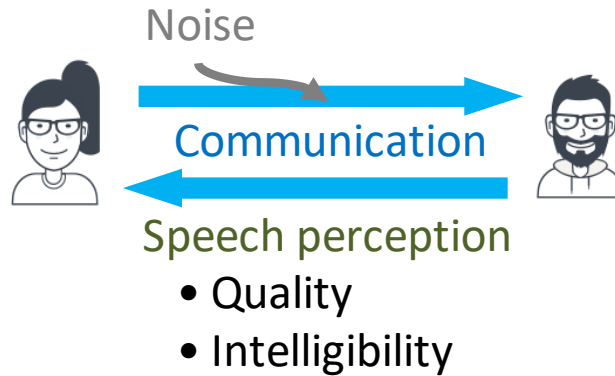 Noise
Communication
Speech perception
• Quality
• Intelligibility